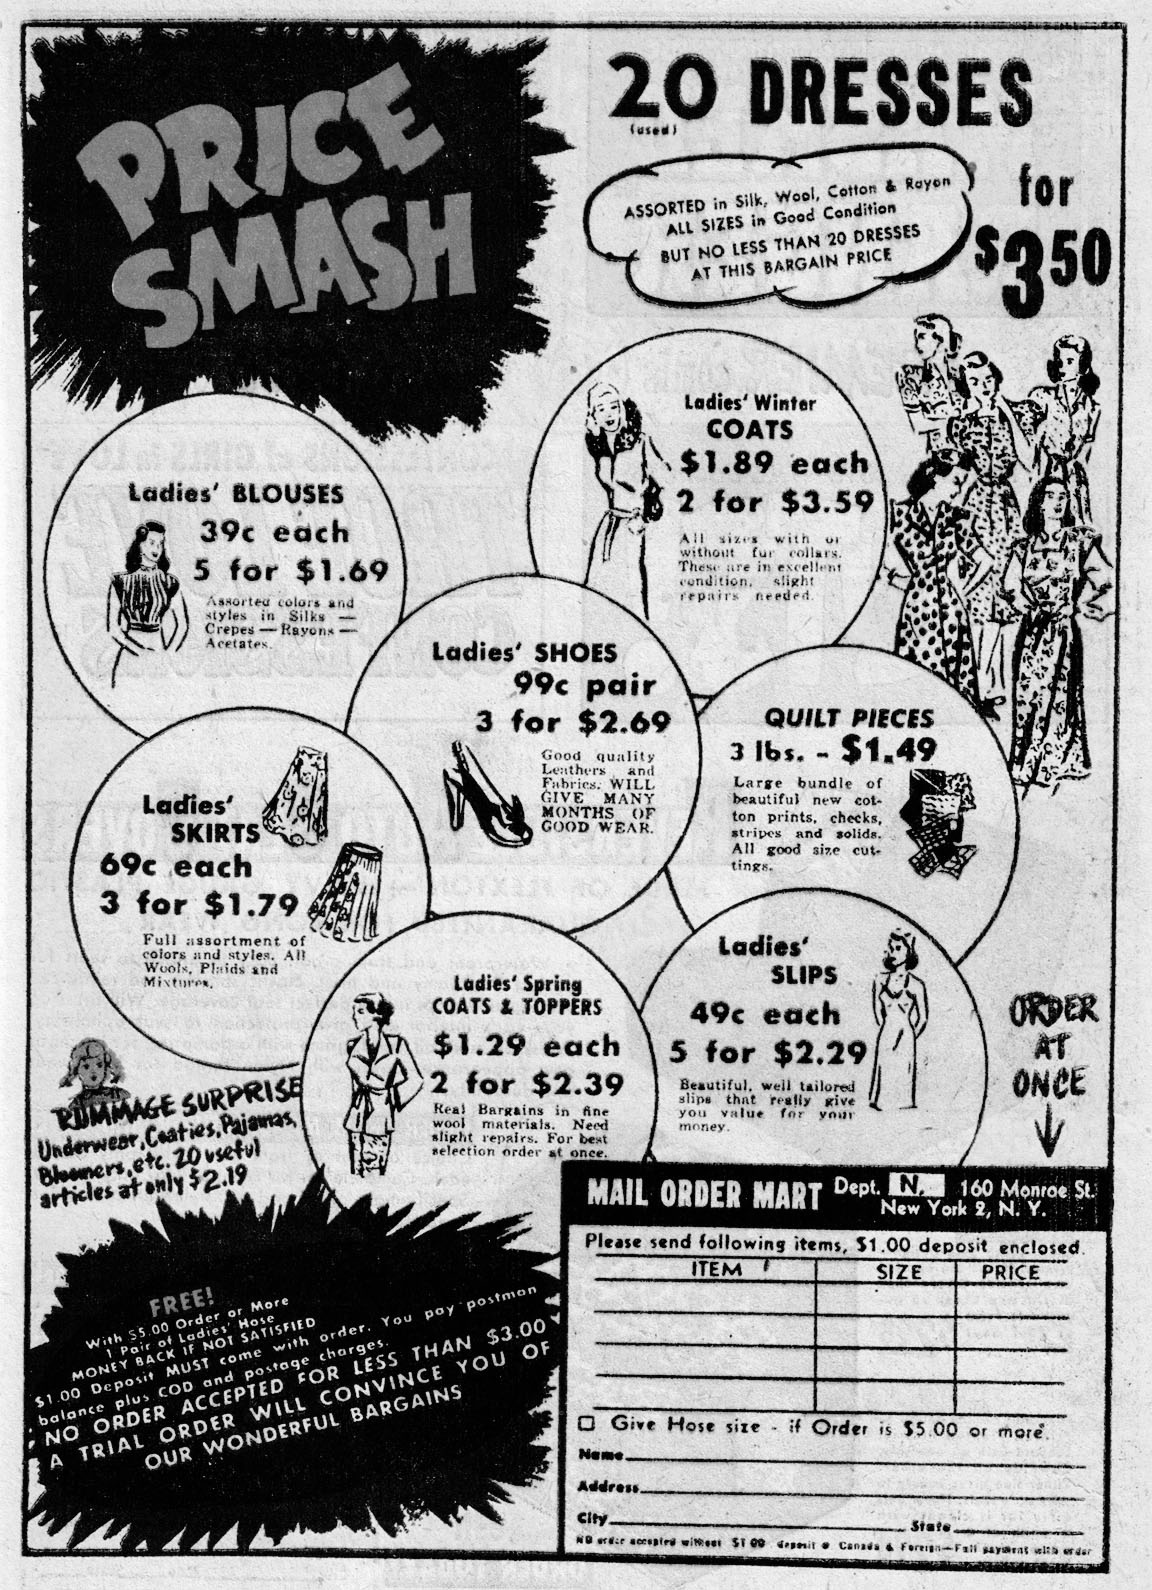 PRICE
SMASH
20 DRESSES
(used)
for
$3.50
ASSORTED in Silk, Wool, Cotton & Rayon
ALL SIZES in Good Condition
BUT NO LESS THAN 20 DRESSES
AT THIS BARGAIN PRICE
Ladies' Winter
COATS
$1.89 each
2 for $3.59
All sizes with or
without fur collars.
These are in excellent
condition, slight
repairs needed.
Ladies' BLOUSES
39c each
5 for $1.69
Assorted colors and
styles in Silks —
Crepes — Rayons —
Acetates.
Ladies' SHOES
99c pair
3 for $2.69
Good quality
Leathers and
Fabrics. WILL
GIVE MANY
MONTHS OF
GOOD WEAR.
QUILT PIECES
3 lbs. - $1.49
Large bundle of
beautiful new cot-
ton prints, checks,
stripes and solids.
All good size cut-
tings.
Ladies'
SKIRTS
69c each
3 for $1.79
Full assortment of
colors and styles. All
Wools, Plaids and
Mixtures.
Ladies' Spring
COATS & TOPPERS
$1.29 each
2 for $2.39
Real Bargains in fine
wool materials. Need
slight repairs. For best
selection order at once.
Ladies'
SLIPS
49c each
5 for $2.29
Beautiful, well tailored
slips that really give
you value for your
money.
ORDER
AT
ONCE
RUMMAGE SURPRISE
Underwear, Coaties, Pajamas,
Bloomers, etc. 20 useful
articles at only $2.19
FREE!
With $5.00 Order or More
1 Pair of Ladies' Hose
MONEY BACK IF NOT SATISFIED
$1.00 Deposit MUST come with order. You pay postman
balance plus COD and postage charges.
NO ORDER ACCEPTED FOR LESS THAN $3.00
A TRIAL ORDER WILL CONVINCE YOU OF
OUR WONDERFUL BARGAINS
MAIL ORDER MART Dept. N. 160 Monroe St.
New York 2, N. Y.
Please send following items, $1.00 deposit enclosed.
ITEM SIZE PRICE
Give Hose size - if Order is $5.00 or more.
Name
Address
City State
NO order accepted without $1.00 deposit • Canada & Foreign—Full payment with order